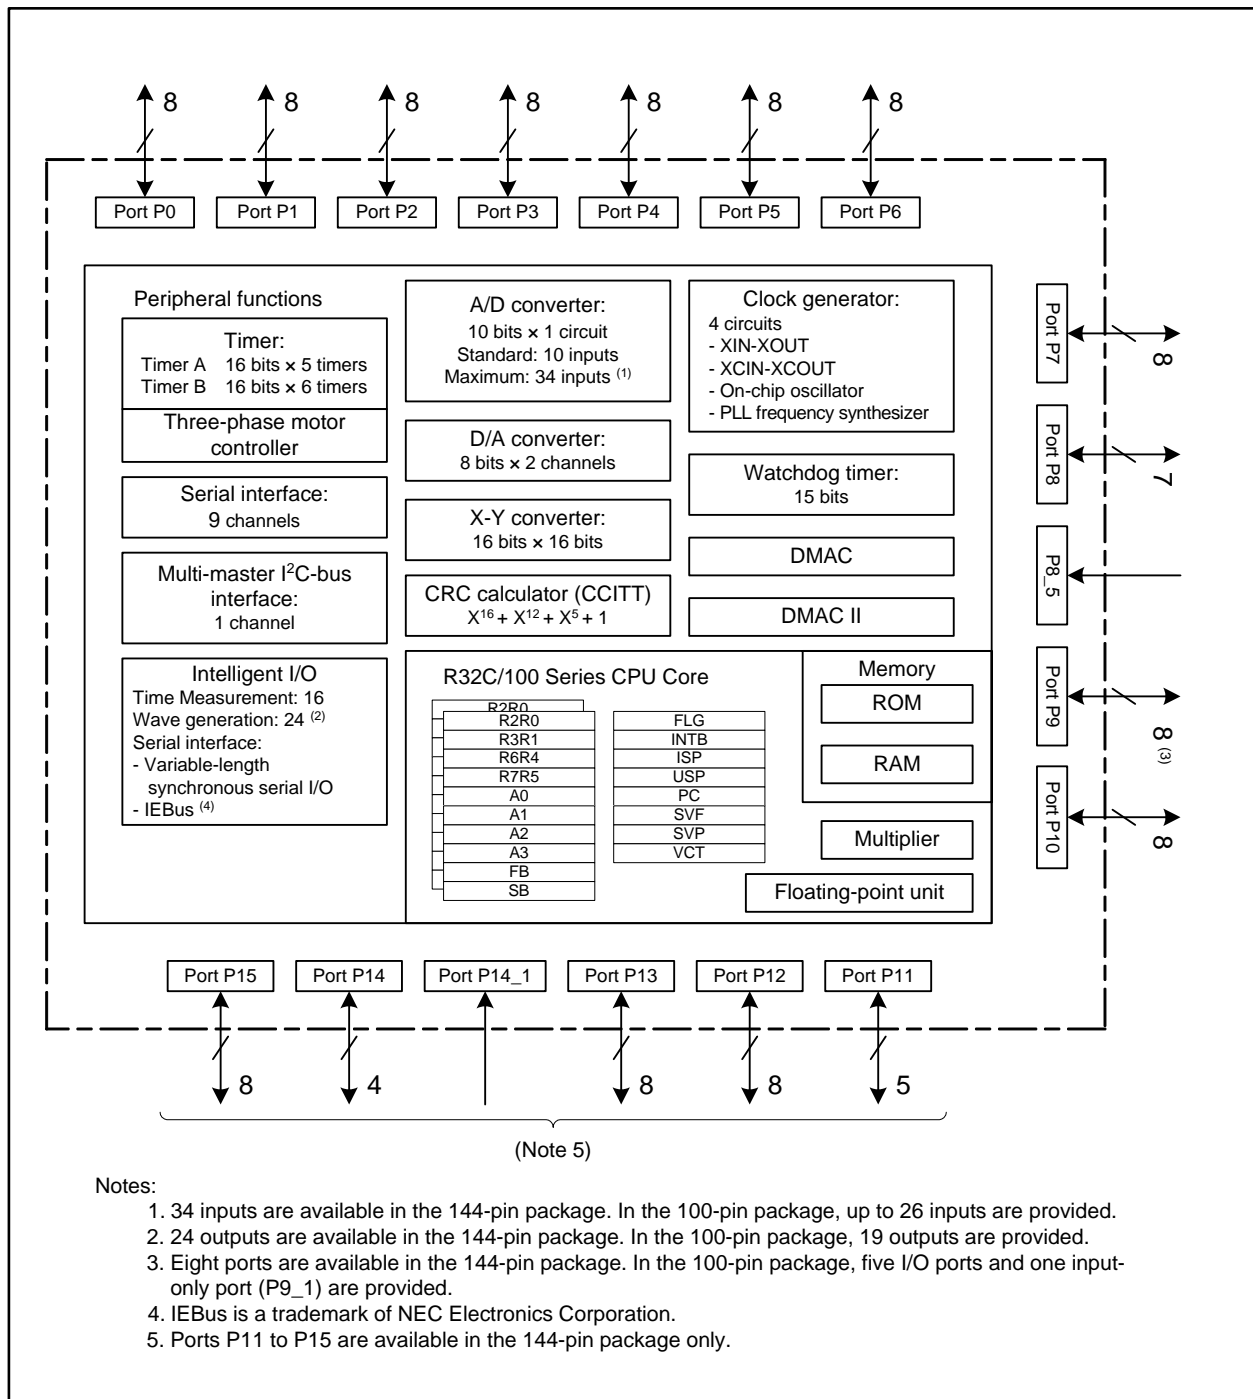 8 8 8 8 8 8 8
Port P0 Port P1 Port P2 Port P3 Port P4 Port P5 Port P6
Peripheral functions
Timer:
Timer A 16 bits × 5 timers
Timer B 16 bits × 6 timers
Three-phase motor
controller
Serial interface:
9 channels
Multi-master I²C-bus
interface:
1 channel
Intelligent I/O
Time Measurement: 16
Wave generation: 24 (2)
Serial interface:
- Variable-length
synchronous serial I/O
- IEBus (4)
A/D converter:
10 bits × 1 circuit
Standard: 10 inputs
Maximum: 34 inputs (1)
D/A converter:
8 bits × 2 channels
X-Y converter:
16 bits × 16 bits
CRC calculator (CCITT)
X¹⁶ + X¹² + X⁵ + 1
Clock generator:
4 circuits
- XIN-XOUT
- XCIN-XCOUT
- On-chip oscillator
- PLL frequency synthesizer
Watchdog timer:
15 bits
DMAC
DMAC II
R32C/100 Series CPU Core
R2R0
R2R0
R3R1
R6R4
R7R5
A0
A1
A2
A3
FB
SB
FLG
INTB
ISP
USP
PC
SVF
SVP
VCT
Memory
ROM
RAM
Multiplier
Floating-point unit
Port P7
8
Port P8
7
P8_5
Port P9
8 (3)
Port P10
8
Port P15 Port P14 Port P14_1 Port P13 Port P12 Port P11
8 4 8 8 5
(Note 5)
Notes:
1. 34 inputs are available in the 144-pin package. In the 100-pin package, up to 26 inputs are provided.
2. 24 outputs are available in the 144-pin package. In the 100-pin package, 19 outputs are provided.
3. Eight ports are available in the 144-pin package. In the 100-pin package, five I/O ports and one input-
only port (P9_1) are provided.
4. IEBus is a trademark of NEC Electronics Corporation.
5. Ports P11 to P15 are available in the 144-pin package only.